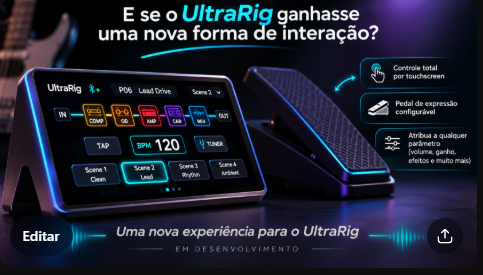 E se o UltraRig ganhasse
uma nova forma de interação?
UltraRig
P06 Lead Drive
Scene 2
IN
COMP
OD
AMP
CAB
OUT
TAP
BPM 120
TUNER
Scene 1
Clean
Scene 2
Lead
Scene 3
Rhythm
Scene 4
Ambient
Controle total
por touchscreen
Pedal de expressão
configurável
Atribua a qualquer
parâmetro
(volume, ganho,
efeitos e muito mais)
Editar
Uma nova experiência para o UltraRig
EM DESENVOLVIMENTO